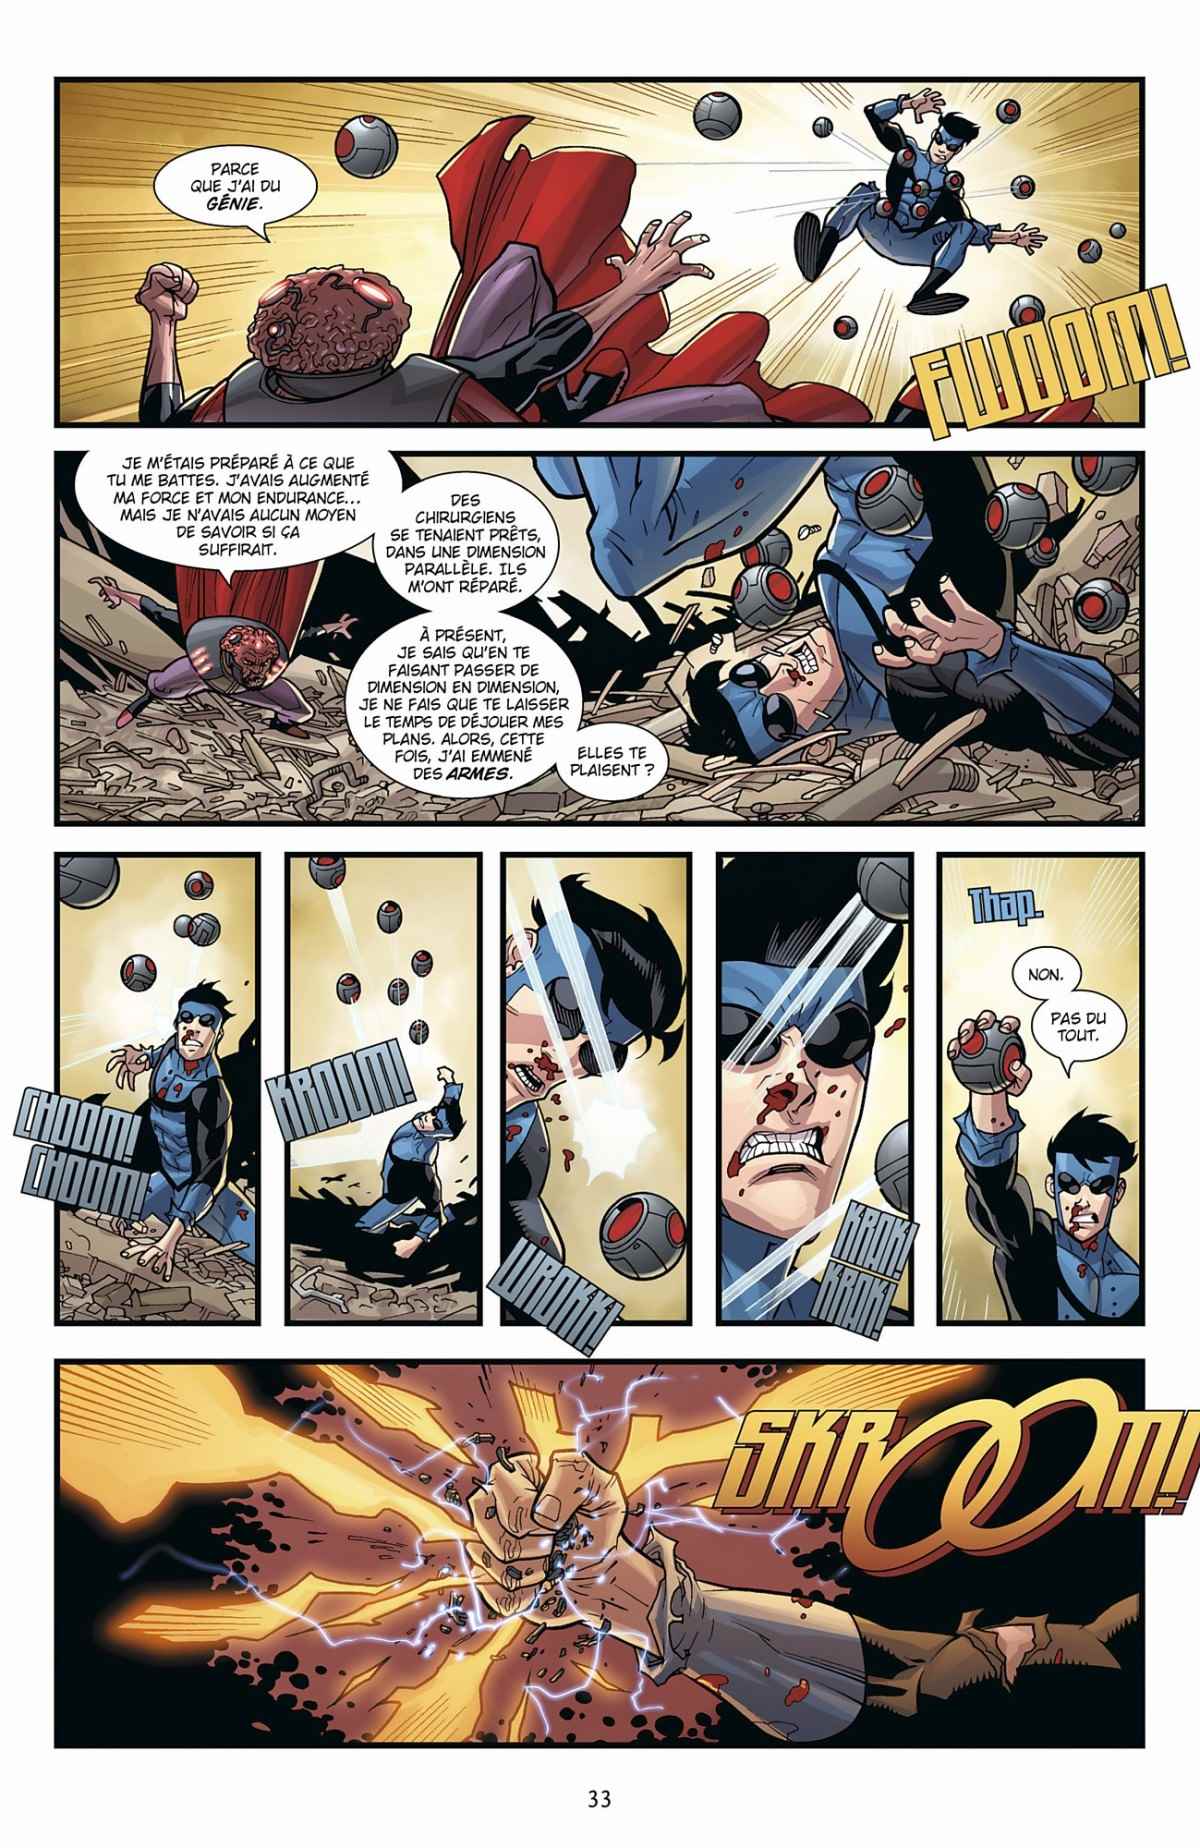 PARCE
QUE J'AI DU
GÉNIE.
FWOOM!
JE M'ÉTAIS PRÉPARÉ À CE QUE
TU ME BATTES. J'AVAIS AUGMENTÉ
MA FORCE ET MON ENDURANCE...
MAIS JE N'AVAIS AUCUN MOYEN
DE SAVOIR SI ÇA
SUFFIRAIT.
DES
CHIRURGIENS
SE TENAIENT PRÊTS,
DANS UNE DIMENSION
PARALLÈLE. ILS
M'ONT RÉPARÉ.
À PRÉSENT,
JE SAIS QU'EN TE
FAISANT PASSER DE
DIMENSION EN DIMENSION,
JE NE FAIS QUE TE LAISSER
LE TEMPS DE DÉJOUER MES
PLANS. ALORS, CETTE
FOIS, J'AI EMMENÉ
DES ARMES.
ELLES TE
PLAISENT ?
CHOOM!
CHOOM!
KROOM!
WROKK!
KRAK!
KRAK!
Thap.
NON.
PAS DU
TOUT.
SKROOM!
33